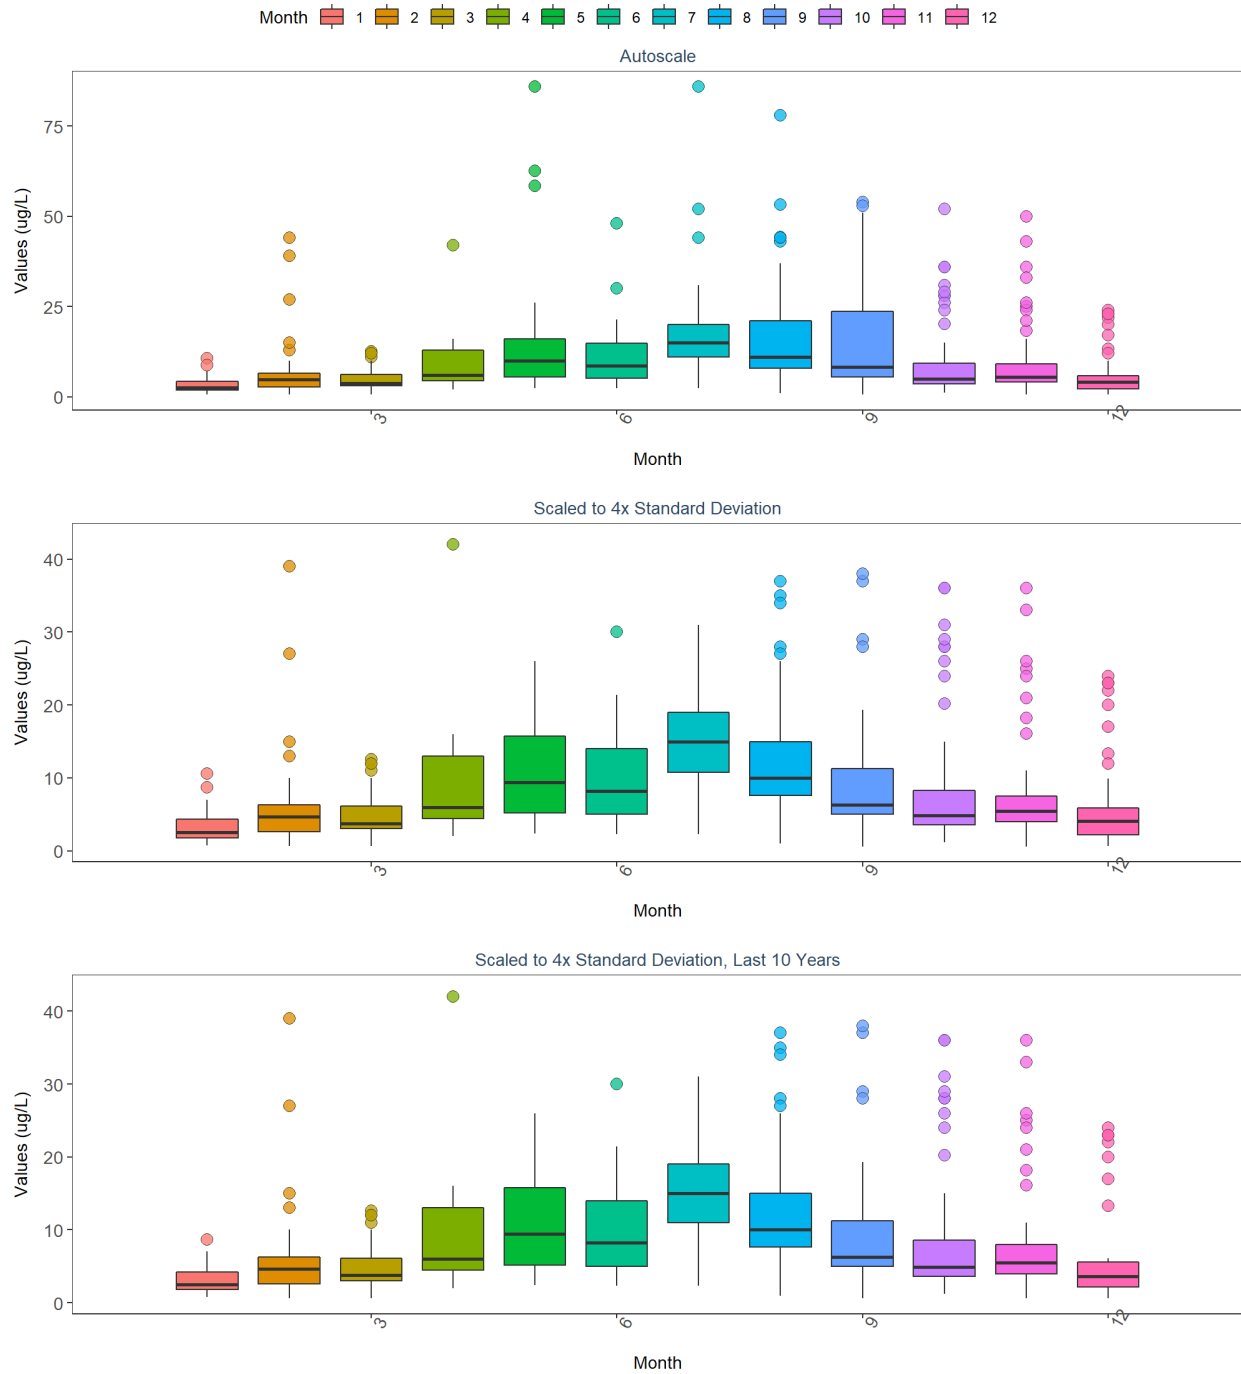 Month 1 2 3 4 5 6 7 8 9 10 11 12
Autoscale
Values (ug/L)
75
50
25
0
3 6 9 12
Month
Scaled to 4x Standard Deviation
Values (ug/L)
40
30
20
10
0
3 6 9 12
Month
Scaled to 4x Standard Deviation, Last 10 Years
Values (ug/L)
40
30
20
10
0
3 6 9 12
Month